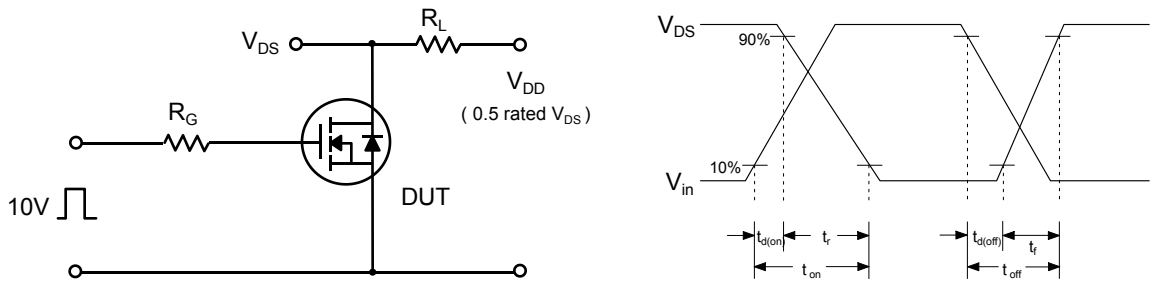 R_L
V_DS
V_DD
( 0.5 rated V_DS )
R_G
10V
DUT
V_DS
90%
10%
V_in
t_d(on) t_r t_d(off) t_f
t_on t_off